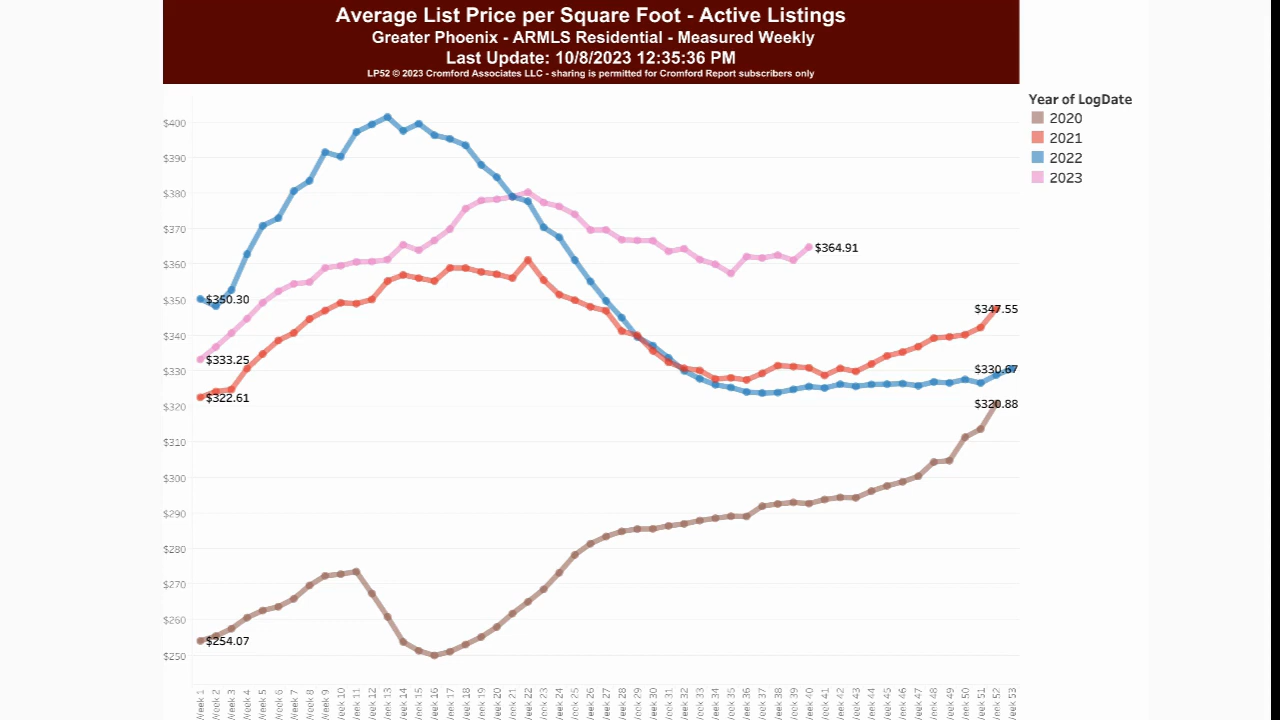 Average List Price per Square Foot - Active Listings
Greater Phoenix - ARMLS Residential - Measured Weekly
Last Update: 10/8/2023 12:35:36 PM
LP52 © 2023 Cromford Associates LLC - sharing is permitted for Cromford Report subscribers only
Year of LogDate
2020
2021
2022
2023
$400
$390
$380
$370
$360
$350
$340
$330
$320
$310
$300
$290
$280
$270
$260
$250
$350.30
$333.25
$322.61
$254.07
$364.91
$347.55
$330.67
$320.88
Week 1
Week 2
Week 3
Week 4
Week 5
Week 6
Week 7
Week 8
Week 9
Week 10
Week 11
Week 12
Week 13
Week 14
Week 15
Week 16
Week 17
Week 18
Week 19
Week 20
Week 21
Week 22
Week 23
Week 24
Week 25
Week 26
Week 27
Week 28
Week 29
Week 30
Week 31
Week 32
Week 33
Week 34
Week 35
Week 36
Week 37
Week 38
Week 39
Week 40
Week 41
Week 42
Week 43
Week 44
Week 45
Week 46
Week 47
Week 48
Week 49
Week 50
Week 51
Week 52
Week 53